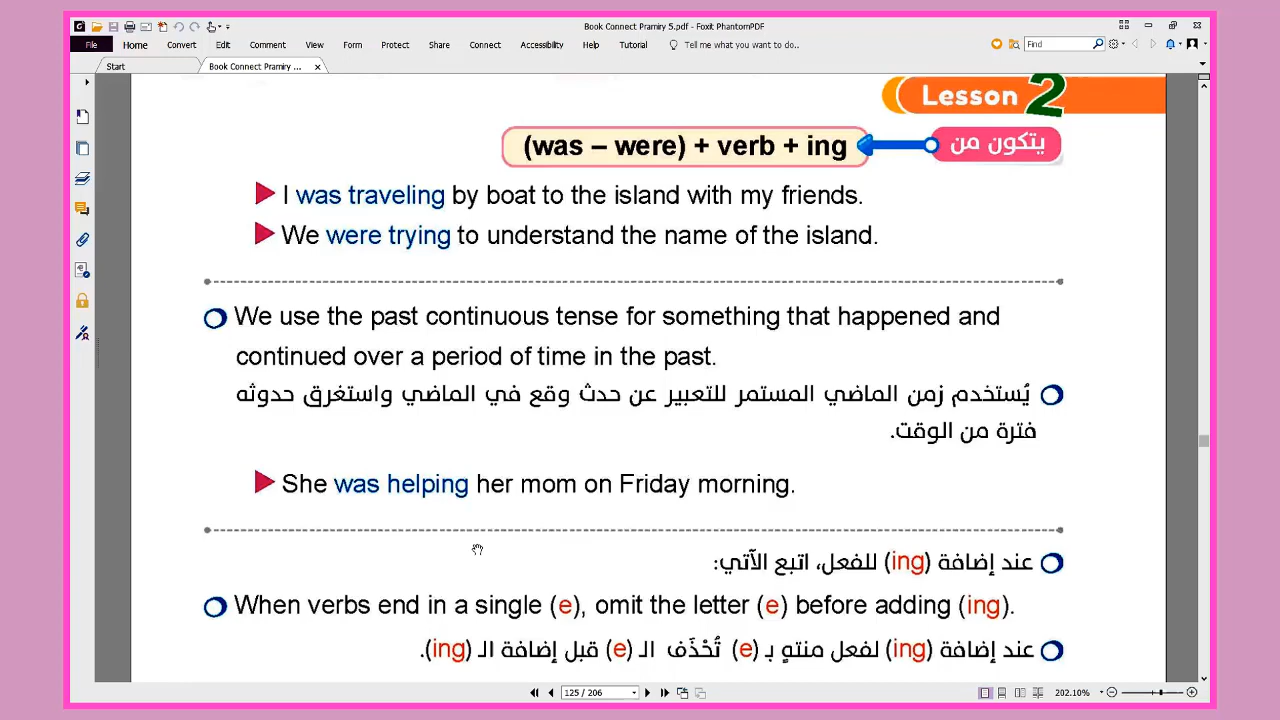 Book Connect Pramiry 5.pdf - Foxit PhantomPDF
File Home Convert Edit Comment View Form Protect Share Connect Accessibility Help Tutorial Tell me what you want to do.. Find
Start Book Connect Pramiry ...
Lesson 2
يتكون من
(was – were) + verb + ing
I was traveling by boat to the island with my friends.
We were trying to understand the name of the island.
We use the past continuous tense for something that happened and
continued over a period of time in the past.
يُستخدم زمن الماضي المستمر للتعبير عن حدث وقع في الماضي واستغرق حدوثه
فترة من الوقت.
She was helping her mom on Friday morning.
عند إضافة (ing) للفعل، اتبع الآتي:
When verbs end in a single (e), omit the letter (e) before adding (ing).
عند إضافة (ing) لفعل منتهٍ بـ (e) تُحْذَف الـ (e) قبل إضافة الـ (ing).
125 / 206
202.10%